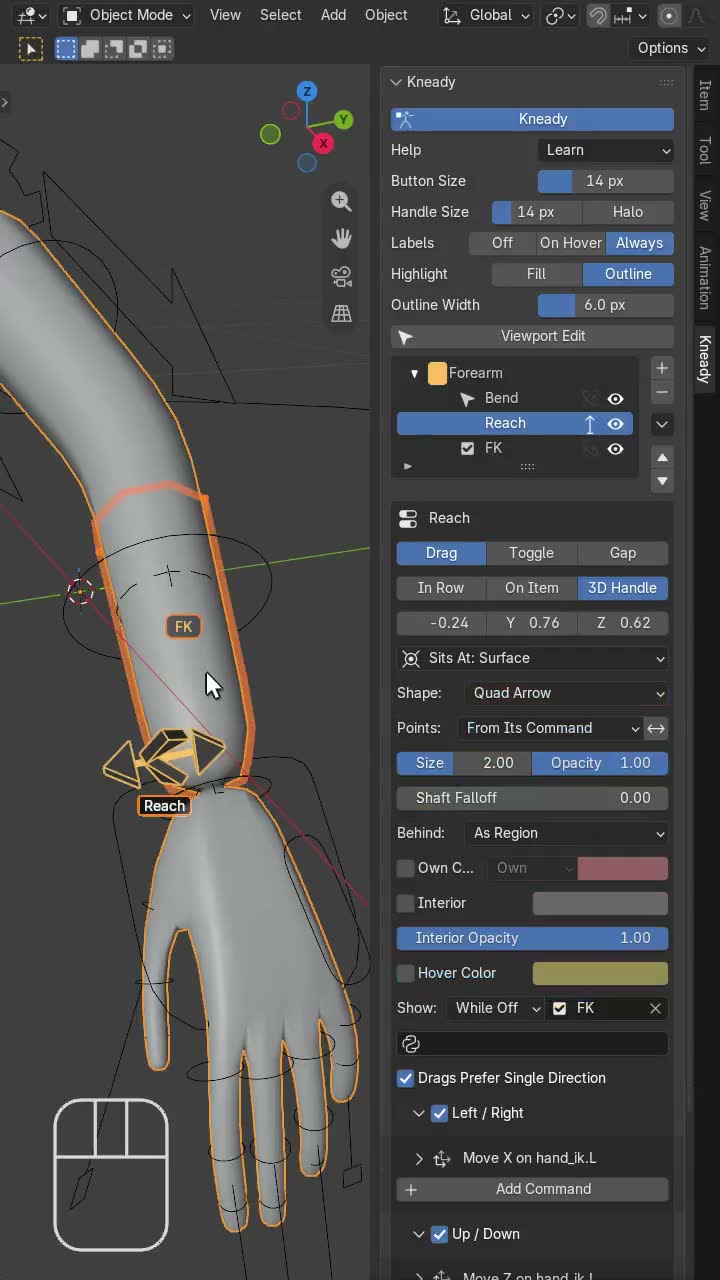 Object Mode View Select Add Object Global
Options
Kneady
Kneady
Help Learn
Button Size 14 px
Handle Size 14 px Halo
Labels Off On Hover Always
Highlight Fill Outline
Outline Width 6.0 px
Viewport Edit
Forearm
Bend
Reach
FK
Reach
Drag Toggle Gap
In Row On Item 3D Handle
-0.24 Y 0.76 Z 0.62
Sits At: Surface
Shape: Quad Arrow
Points: From Its Command
Size 2.00 Opacity 1.00
Shaft Falloff 0.00
Behind: As Region
Own C... Own
Interior
Interior Opacity 1.00
Hover Color
Show: While Off FK
Drags Prefer Single Direction
Left / Right
Move X on hand_ik.L
Add Command
Up / Down
Move Z on hand_ik.L
Item
Tool
View
Animation
Kneady
Z
Y
X
FK
Reach